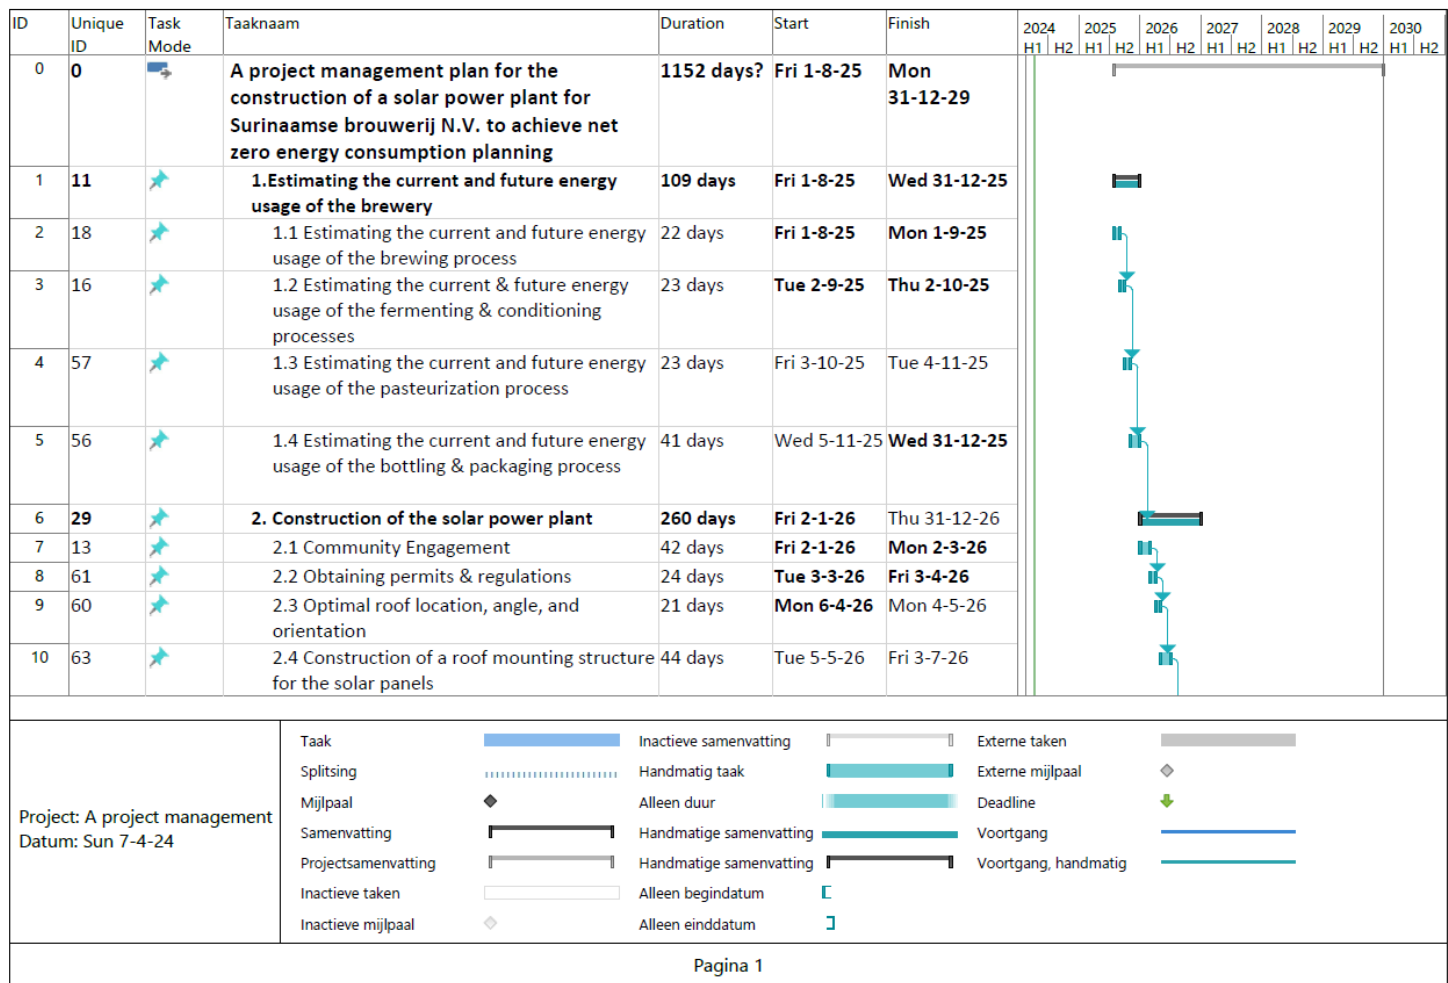 ID Unique ID Task Mode Taaknaam Duration Start Finish
2024 2025 2026 2027 2028 2029 2030
H1 H2 H1 H2 H1 H2 H1 H2 H1 H2 H1 H2 H1 H2
0 0 A project management plan for the 1152 days? Fri 1-8-25 Mon
construction of a solar power plant for 31-12-29
Surinaamse brouwerij N.V. to achieve net
zero energy consumption planning
1 11 1.Estimating the current and future energy 109 days Fri 1-8-25 Wed 31-12-25
usage of the brewery
2 18 1.1 Estimating the current and future energy 22 days Fri 1-8-25 Mon 1-9-25
usage of the brewing process
3 16 1.2 Estimating the current & future energy 23 days Tue 2-9-25 Thu 2-10-25
usage of the fermenting & conditioning
processes
4 57 1.3 Estimating the current and future energy 23 days Fri 3-10-25 Tue 4-11-25
usage of the pasteurization process
5 56 1.4 Estimating the current and future energy 41 days Wed 5-11-25 Wed 31-12-25
usage of the bottling & packaging process
6 29 2. Construction of the solar power plant 260 days Fri 2-1-26 Thu 31-12-26
7 13 2.1 Community Engagement 42 days Fri 2-1-26 Mon 2-3-26
8 61 2.2 Obtaining permits & regulations 24 days Tue 3-3-26 Fri 3-4-26
9 60 2.3 Optimal roof location, angle, and 21 days Mon 6-4-26 Mon 4-5-26
orientation
10 63 2.4 Construction of a roof mounting structure 44 days Tue 5-5-26 Fri 3-7-26
for the solar panels
Project: A project management
Datum: Sun 7-4-24
Taak
Splitsing
Mijlpaal
Samenvatting
Projectsamenvatting
Inactieve taken
Inactieve mijlpaal
Inactieve samenvatting
Handmatig taak
Alleen duur
Handmatige samenvatting
Handmatige samenvatting
Alleen begindatum
Alleen einddatum
Externe taken
Externe mijlpaal
Deadline
Voortgang
Voortgang, handmatig
Pagina 1